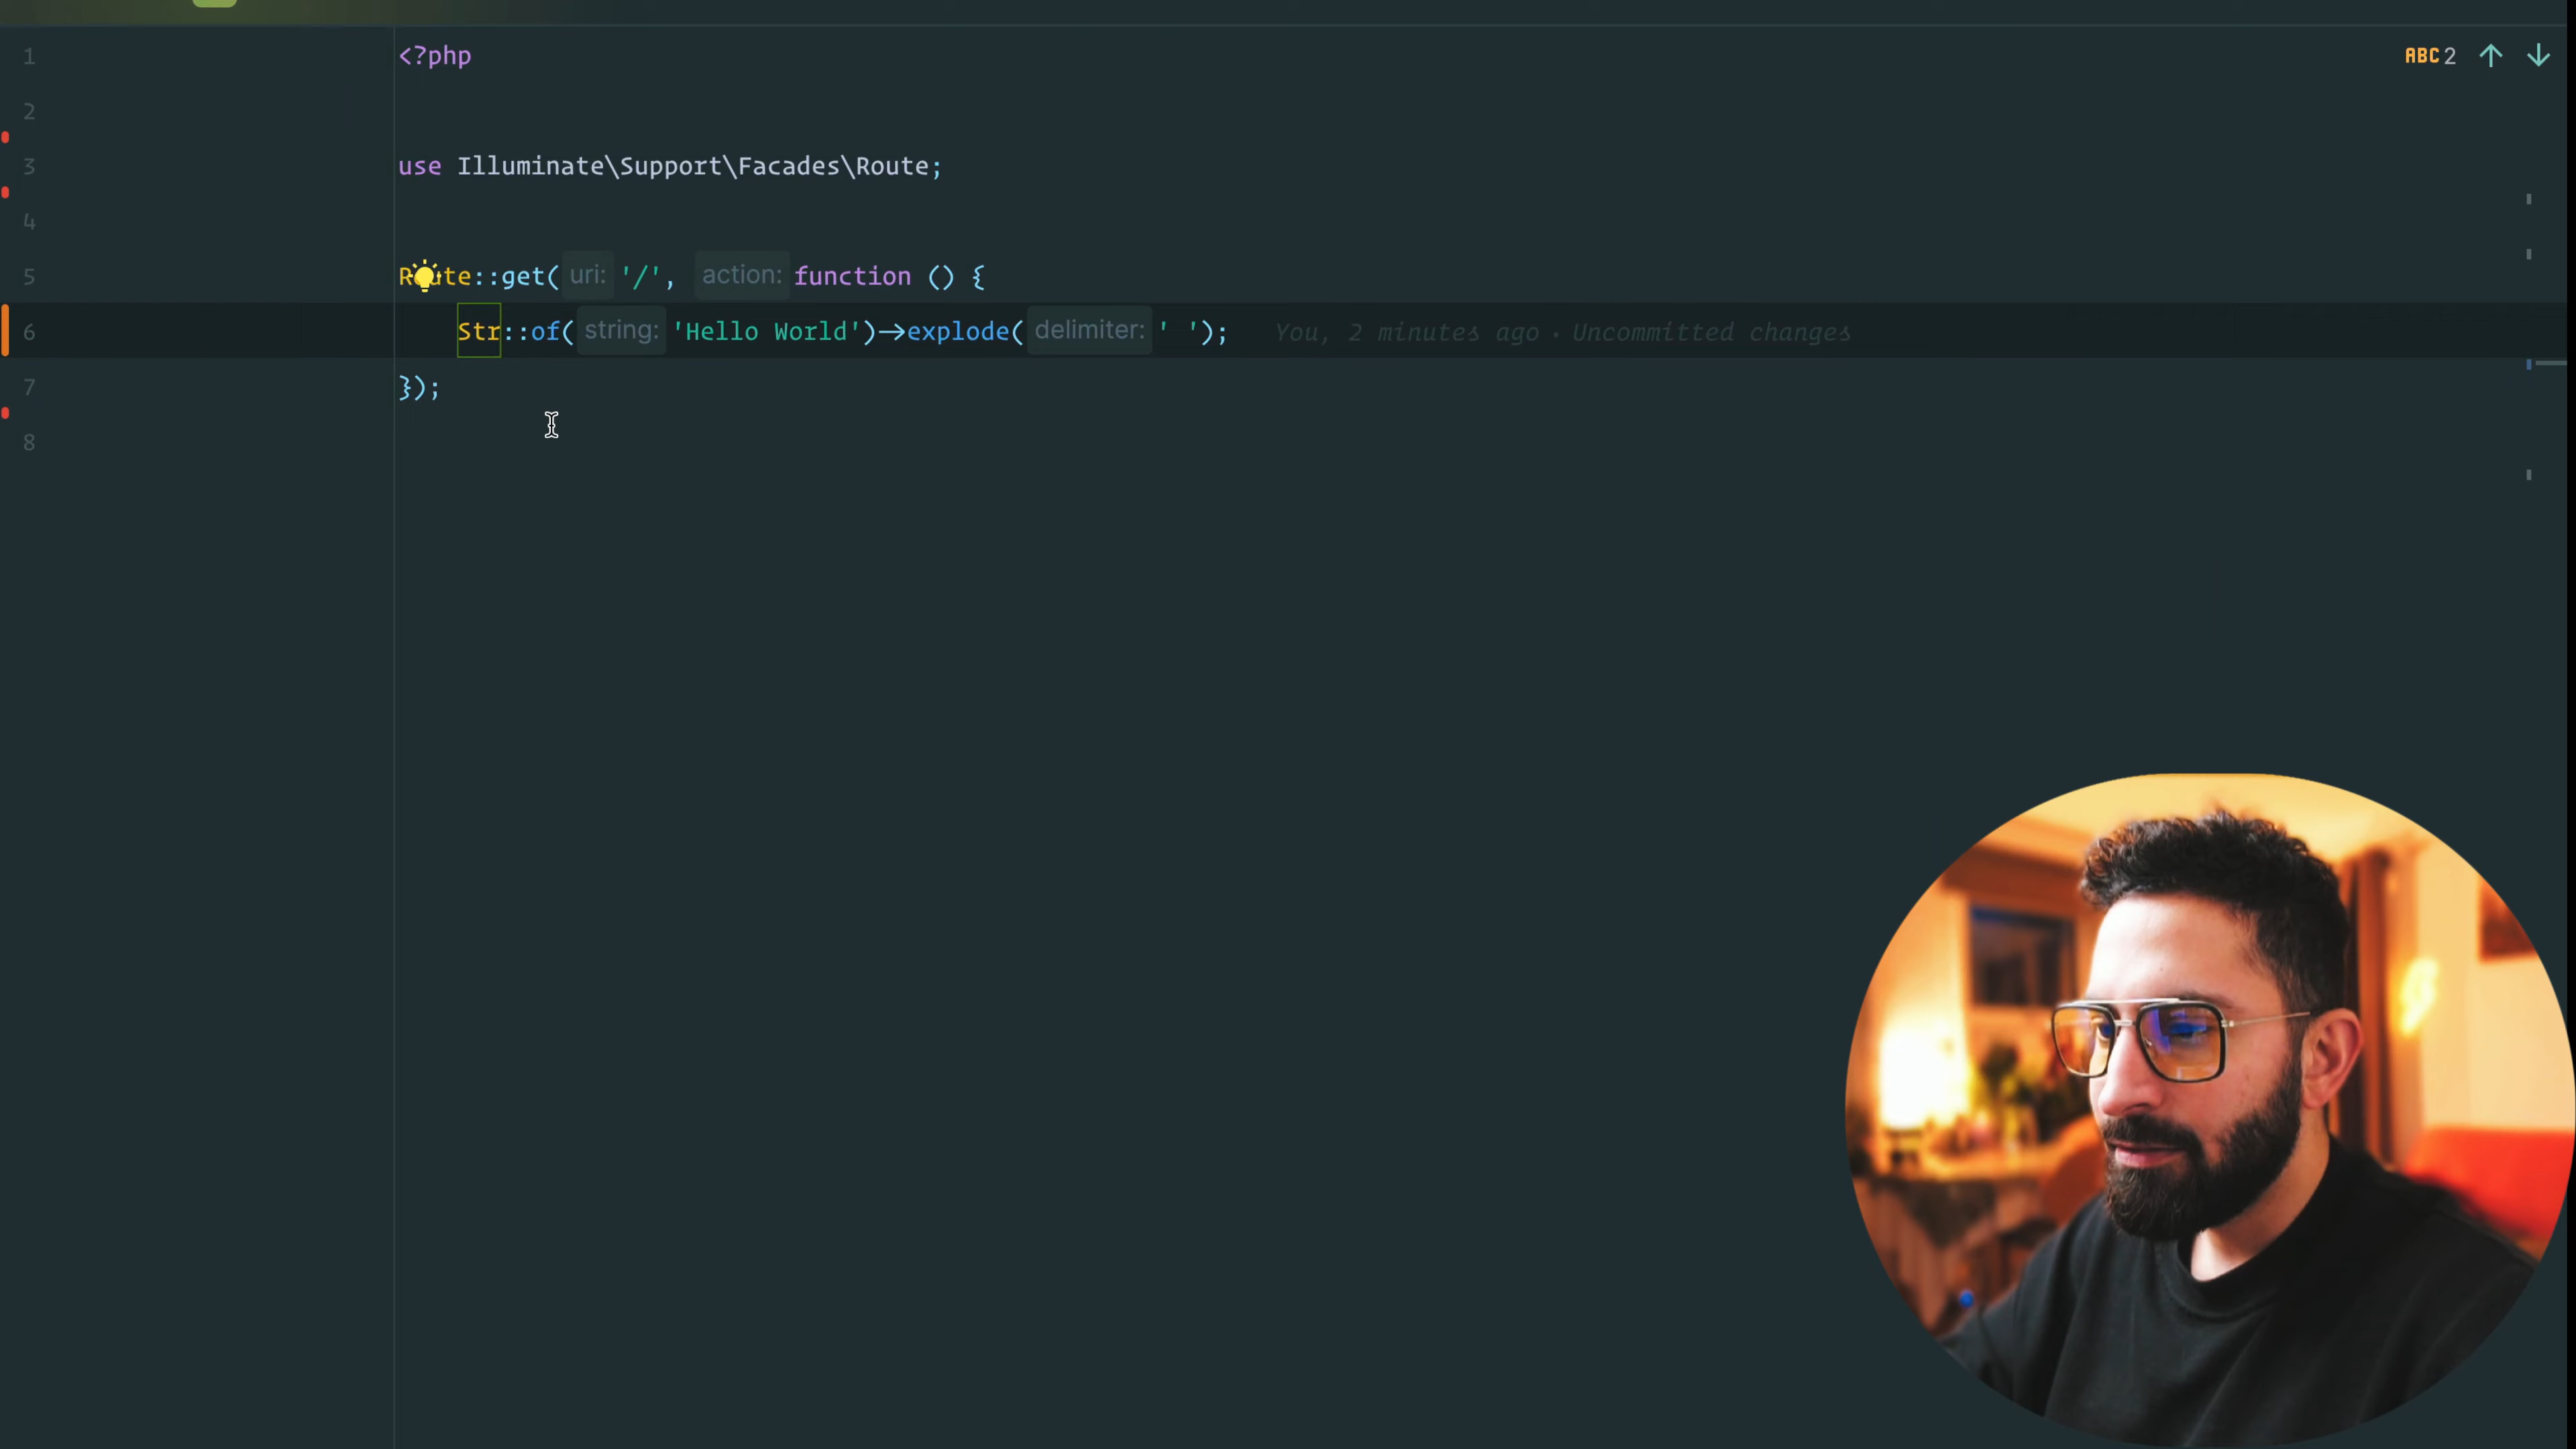 1 <?php ABC 2
2
3 use Illuminate\Support\Facades\Route;
4
5 Route::get( uri: '/', action: function () {
6 Str::of( string: 'Hello World')->explode( delimiter: ' '); You, 2 minutes ago · Uncommitted changes
7 });
8